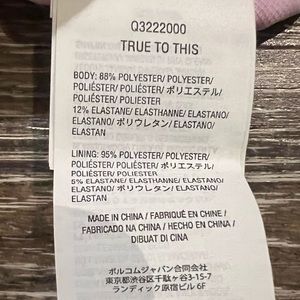 Q3222000
TRUE TO THIS
BODY: 88% POLYESTER/ POLYESTER/
POLIÉSTER/ POLIÉSTER/ ポリエステル/
POLIÉSTER/ POLIESTER
12% ELASTANE/ ELASTHANNE/ ELASTANO/
ELASTANO/ ポリウレタン/ ELASTANO/
ELASTAN
LINING: 95% POLYESTER/ POLYESTER/
POLIÉSTER/ POLIÉSTER/ ポリエステル/
POLIÉSTER/ POLIESTER
5% ELASTANE/ ELASTHANNE/ ELASTANO/
ELASTANO/ ポリウレタン/ ELASTANO/
ELASTAN
MADE IN CHINA / FABRIQUÉ EN CHINE /
FABRICADO NA CHINA / HECHO EN CHINA /
DIBUAT DI CINA
ボルコムジャパン合同会社
東京都渋谷区千駄ヶ谷3-15-7
ランディック原宿ビル 6F